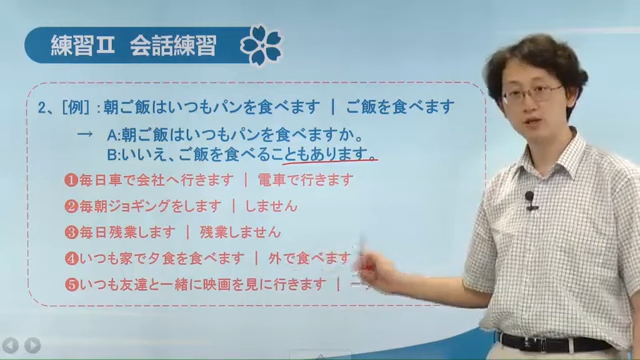 練習Ⅱ 会話練習
2、［例］：朝ご飯はいつもパンを食べます ｜ ご飯を食べます
→ A:朝ご飯はいつもパンを食べますか。
B:いいえ、ご飯を食べることもあります。
❶毎日車で会社へ行きます ｜ 電車で行きます
❷毎朝ジョギングをします ｜ しません
❸毎日残業します ｜ 残業しません
❹いつも家で夕食を食べます ｜ 外で食べます
❺いつも友達と一緒に映画を見に行きます ｜ 一